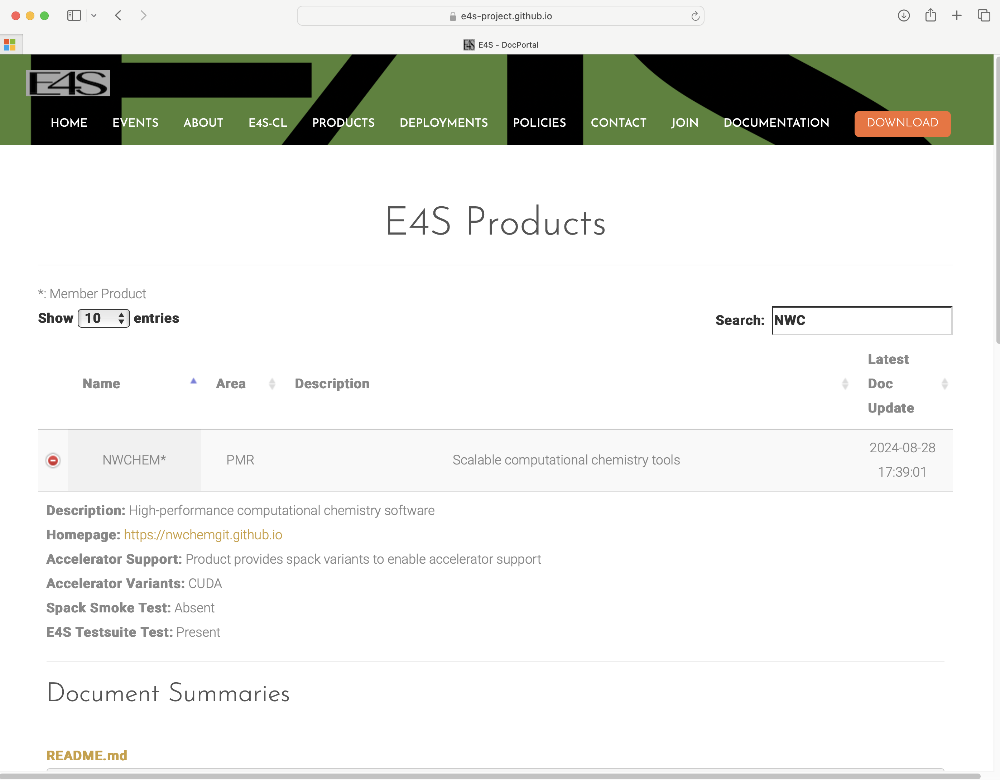 e4s-project.github.io
E4S - DocPortal
E4S
HOME EVENTS ABOUT E4S-CL PRODUCTS DEPLOYMENTS POLICIES CONTACT JOIN DOCUMENTATION DOWNLOAD
E4S Products
*: Member Product
Show 10 entries
Search: NWC
Name Area Description Latest Doc Update
NWCHEM* PMR Scalable computational chemistry tools 2024-08-28 17:39:01
Description: High-performance computational chemistry software
Homepage: https://nwchemgit.github.io
Accelerator Support: Product provides spack variants to enable accelerator support
Accelerator Variants: CUDA
Spack Smoke Test: Absent
E4S Testsuite Test: Present
Document Summaries
README.md